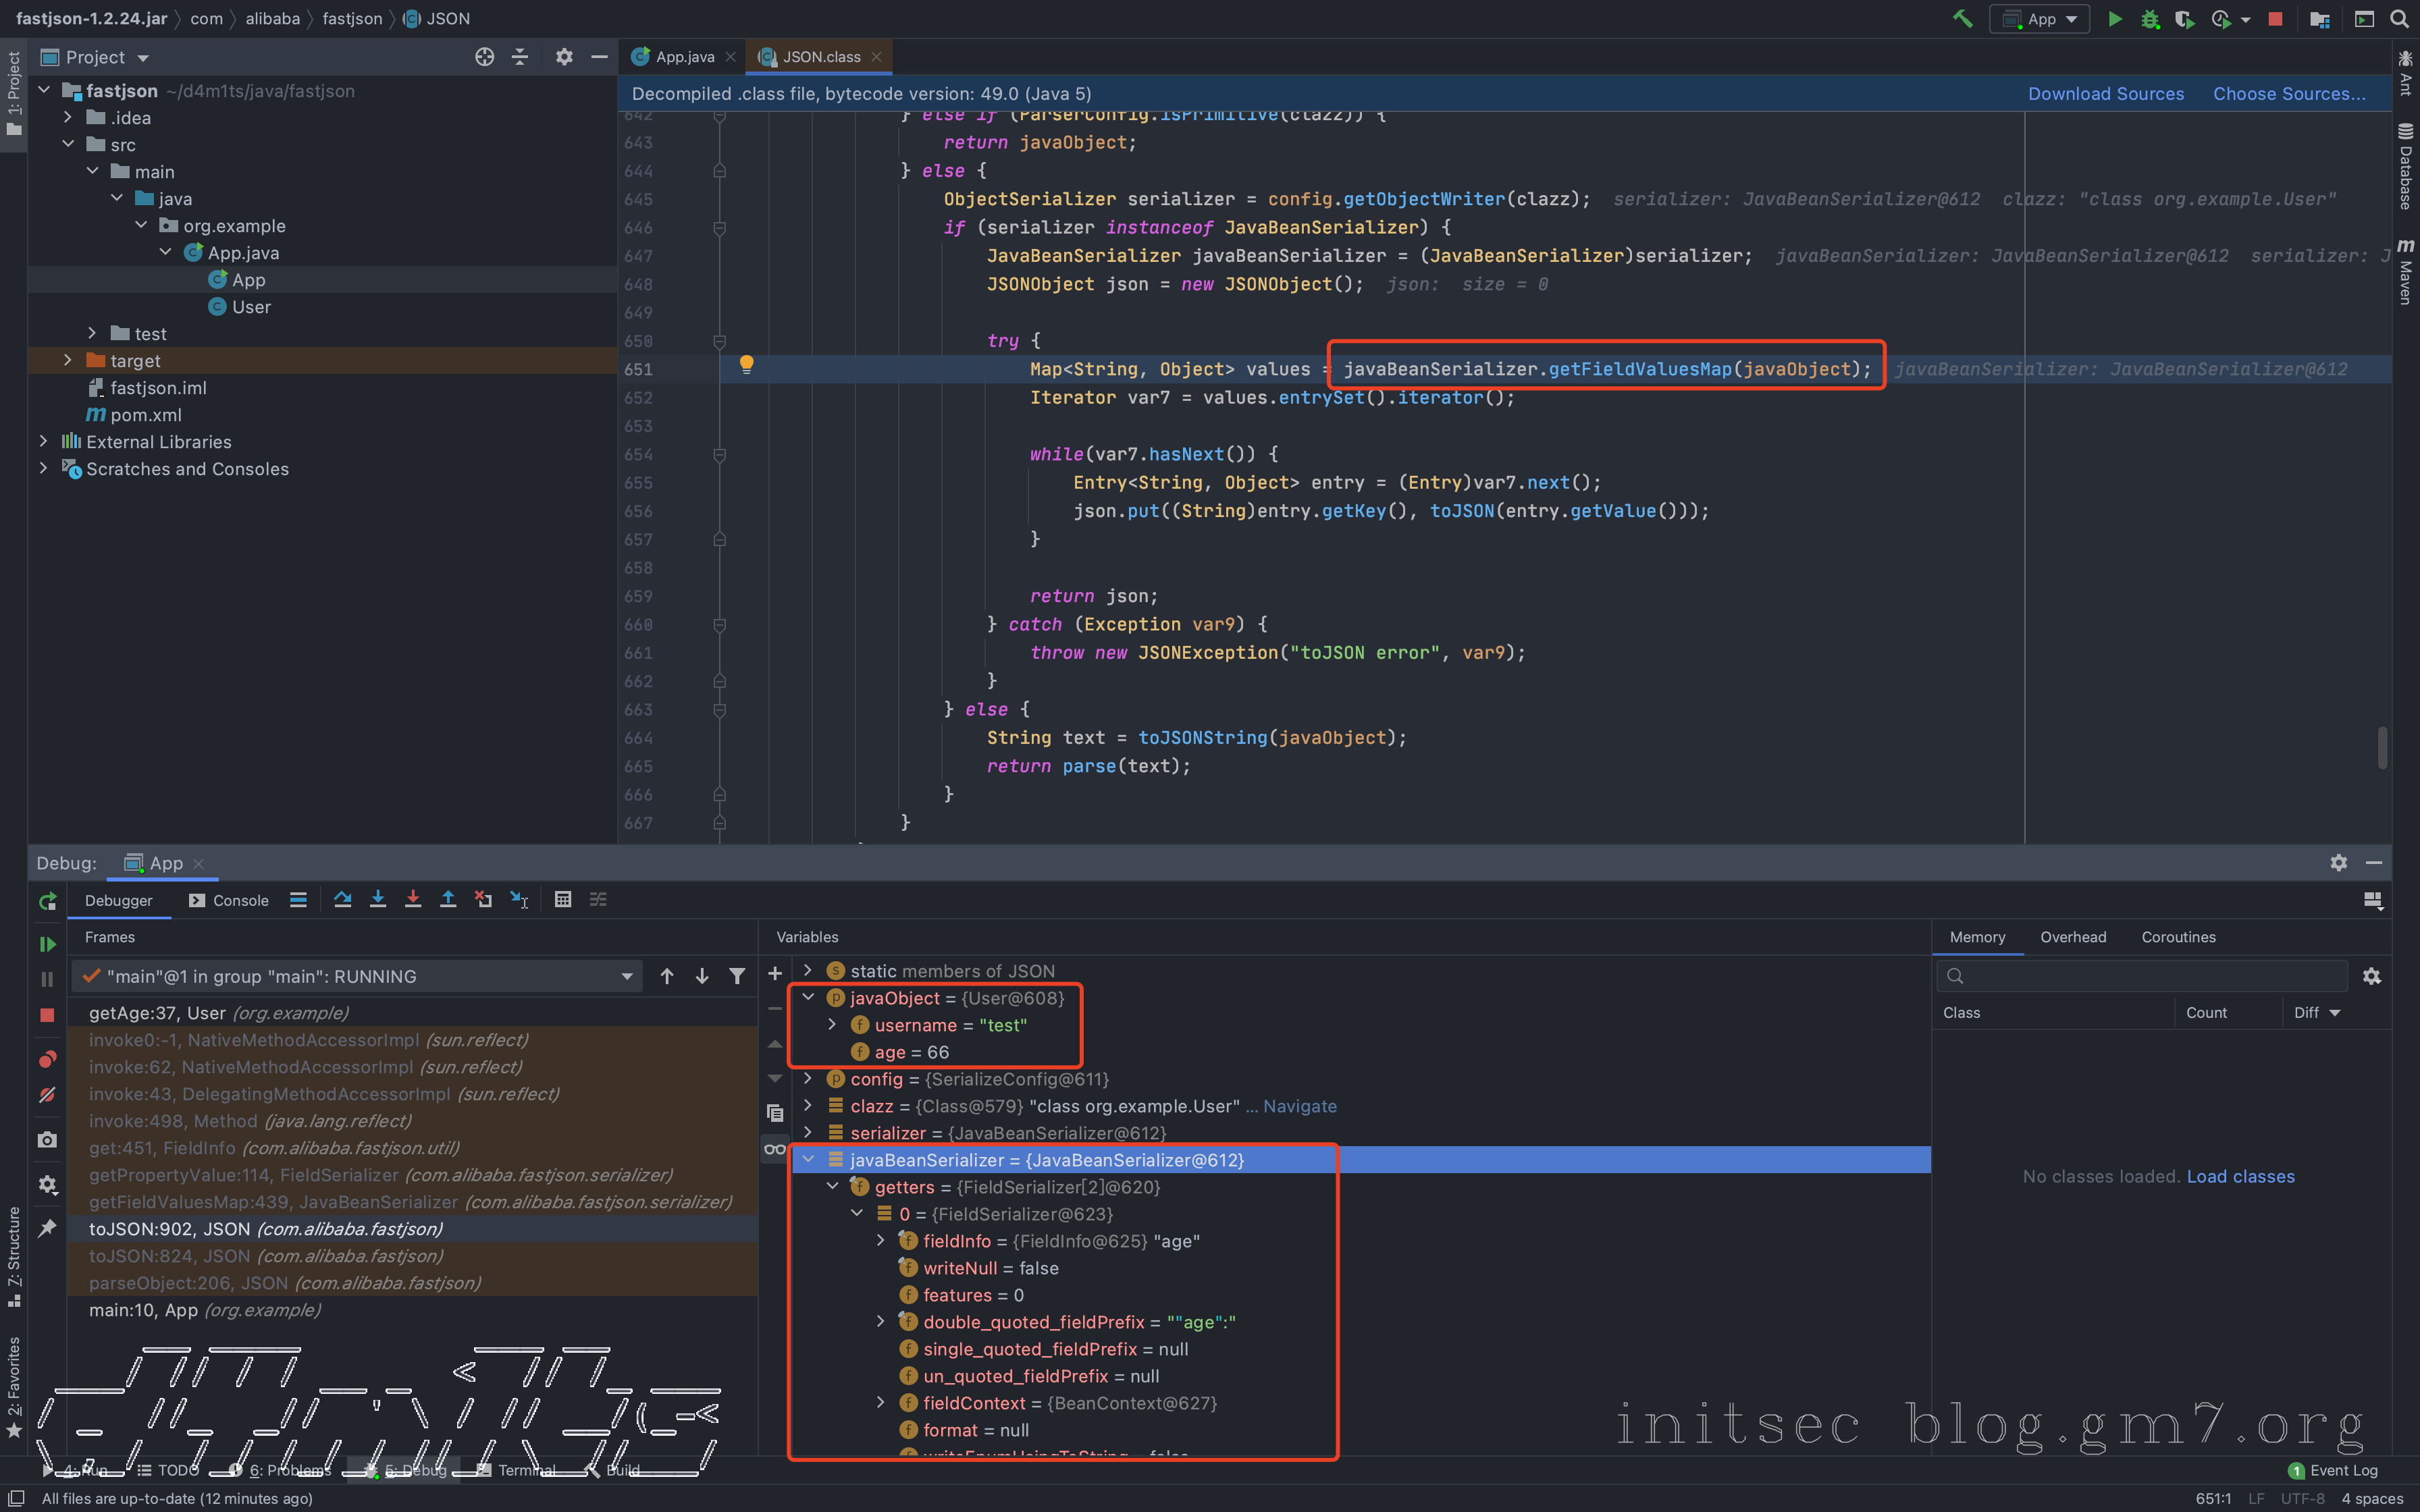 fastjson-1.2.24.jar com alibaba fastjson JSON
App
Project
App.java
JSON.class
1: Project
fastjson ~/d4m1ts/java/fastjson
.idea
src
main
java
org.example
App.java
App
User
test
target
fastjson.iml
pom.xml
External Libraries
Scratches and Consoles
Decompiled .class file, bytecode version: 49.0 (Java 5)
Download Sources
Choose Sources...
642 } else if (ParserConfig.isPrimitive(clazz)) {
643 return javaObject;
644 } else {
645 ObjectSerializer serializer = config.getObjectWriter(clazz); serializer: JavaBeanSerializer@612 clazz: "class org.example.User"
646 if (serializer instanceof JavaBeanSerializer) {
647 JavaBeanSerializer javaBeanSerializer = (JavaBeanSerializer)serializer; javaBeanSerializer: JavaBeanSerializer@612 serializer: J
648 JSONObject json = new JSONObject(); json: size = 0
649
650 try {
651 Map<String, Object> values = javaBeanSerializer.getFieldValuesMap(javaObject); javaBeanSerializer: JavaBeanSerializer@612
652 Iterator var7 = values.entrySet().iterator();
653
654 while(var7.hasNext()) {
655 Entry<String, Object> entry = (Entry)var7.next();
656 json.put((String)entry.getKey(), toJSON(entry.getValue()));
657 }
658
659 return json;
660 } catch (Exception var9) {
661 throw new JSONException("toJSON error", var9);
662 }
663 } else {
664 String text = toJSONString(javaObject);
665 return parse(text);
666 }
667 }
Ant
Database
Maven
Debug: App
Debugger
Console
Frames
"main"@1 in group "main": RUNNING
getAge:37, User (org.example)
invoke0:-1, NativeMethodAccessorImpl (sun.reflect)
invoke:62, NativeMethodAccessorImpl (sun.reflect)
invoke:43, DelegatingMethodAccessorImpl (sun.reflect)
invoke:498, Method (java.lang.reflect)
get:451, FieldInfo (com.alibaba.fastjson.util)
getPropertyValue:114, FieldSerializer (com.alibaba.fastjson.serializer)
getFieldValuesMap:439, JavaBeanSerializer (com.alibaba.fastjson.serializer)
toJSON:902, JSON (com.alibaba.fastjson)
toJSON:824, JSON (com.alibaba.fastjson)
parseObject:206, JSON (com.alibaba.fastjson)
main:10, App (org.example)
Variables
static members of JSON
javaObject = {User@608}
username = "test"
age = 66
config = {SerializeConfig@611}
clazz = {Class@579} "class org.example.User" ... Navigate
serializer = {JavaBeanSerializer@612}
javaBeanSerializer = {JavaBeanSerializer@612}
getters = {FieldSerializer[2]@620}
0 = {FieldSerializer@623}
fieldInfo = {FieldInfo@625} "age"
writeNull = false
features = 0
double_quoted_fieldPrefix = ""age":"
single_quoted_fieldPrefix = null
un_quoted_fieldPrefix = null
fieldContext = {BeanContext@627}
format = null
writeEnumUsingToString = false
Memory
Overhead
Coroutines
Class
Count
Diff
No classes loaded. Load classes
7: Structure
2: Favorites
initsec blog.gm7.org
4: Run
TODO
6: Problems
5: Debug
Terminal
Build
1 Event Log
All files are up-to-date (12 minutes ago)
651:1 LF UTF-8 4 spaces